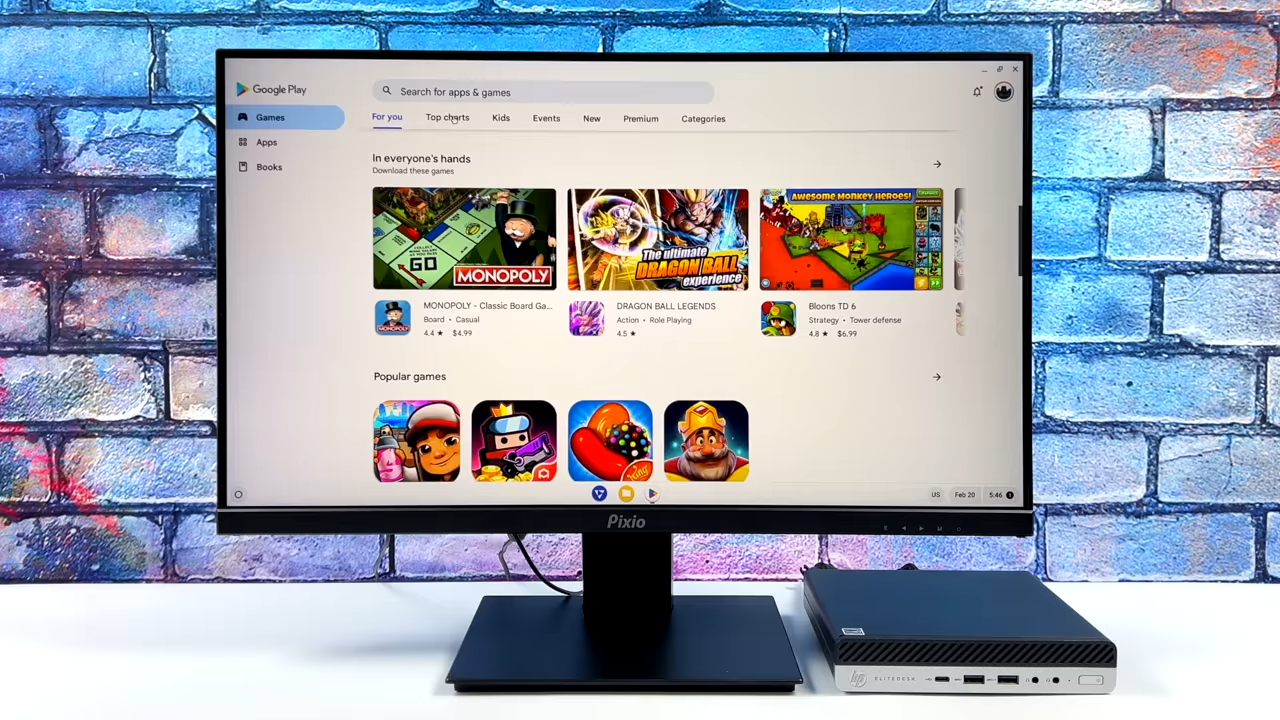 Google Play
Search for apps & games
Games
Apps
Books
For you
Top charts
Kids
Events
New
Premium
Categories
In everyone's hands
Download these games
GO
MONOPOLY
The ultimate
DRAGON BALL
experience
AWESOME MONKEY HEROES!
MONOPOLY - Classic Board Ga...
Board • Casual
4.4 ★ $4.99
DRAGON BALL LEGENDS
Action • Role Playing
4.5 ★
Bloons TD 6
Strategy • Tower defense
4.8 ★ $6.99
Popular games
King
US
Feb 20
5:46
Pixio
hp
ELITEDESK